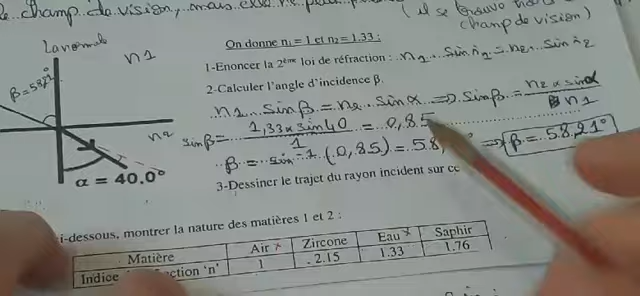 champ de vision, mais elle ne peut
(il se trouve
champ de vision)
La normale
n1
β=58,21°
n2
α = 40.0°
On donne n₁ = 1 et n₂ = 1.33 :
1-Enoncer la 2ème loi de réfraction : n1 . sin i1 = n2 . sin i2
2-Calculer l'angle d'incidence β.
n1 . sin β = n2 . sin α => sin β = n2 x sin α / n1
sin β = 1,33 x sin 40 / 1 = 0,85
β = sin-1 (0,85) = 58, => β = 58,21°
3-Dessiner le trajet du rayon incident sur ce
i-dessous, montrer la nature des matières 1 et 2 :
Matière Air x Zircone Eau x Saphir
Indice ction 'n' 1 2.15 1.33 1.76